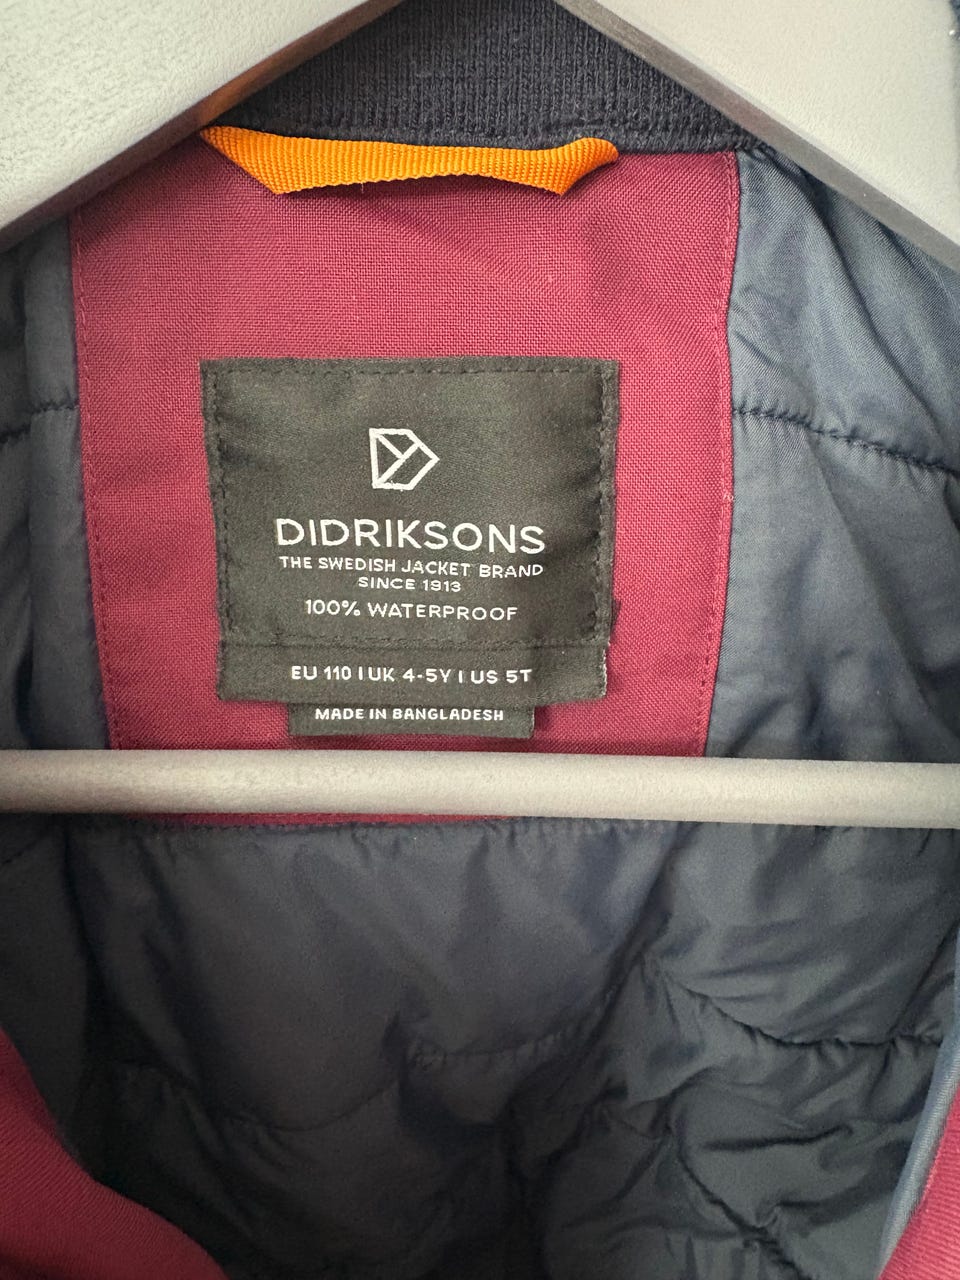 DIDRIKSONS
THE SWEDISH JACKET BRAND
SINCE 1913
100% WATERPROOF
EU 110 | UK 4-5Y | US 5T
MADE IN BANGLADESH